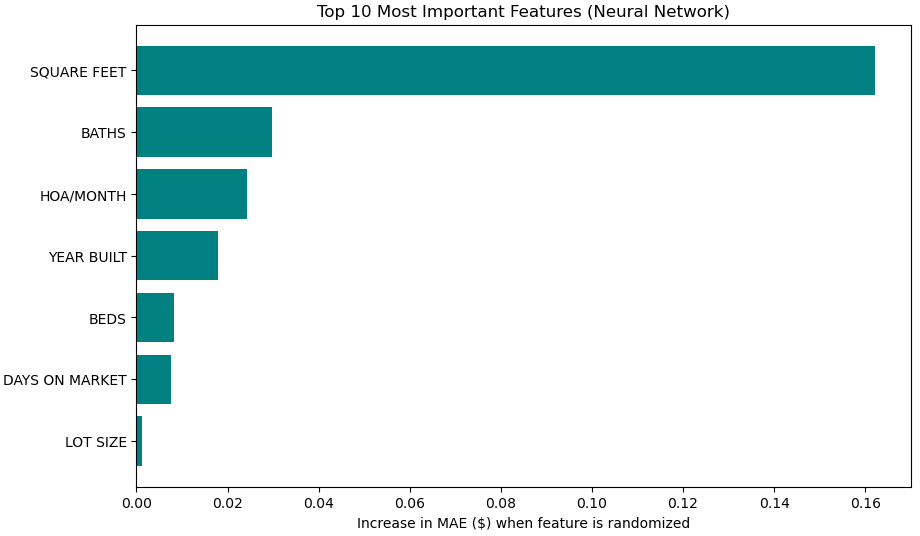 Top 10 Most Important Features (Neural Network)
SQUARE FEET
BATHS
HOA/MONTH
YEAR BUILT
BEDS
DAYS ON MARKET
LOT SIZE
0.00 0.02 0.04 0.06 0.08 0.10 0.12 0.14 0.16
Increase in MAE ($) when feature is randomized